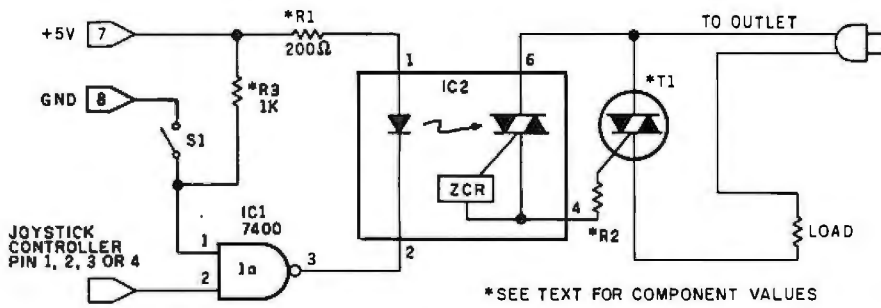 +5V 7
*R1
200Ω
*R3
1K
GND 8
S1
JOYSTICK
CONTROLLER
PIN 1, 2, 3 OR 4
1
2
IC1
7400
1a
3
1
2
IC2
ZCR
6
4
*R2
*T1
TO OUTLET
LOAD
*SEE TEXT FOR COMPONENT VALUES